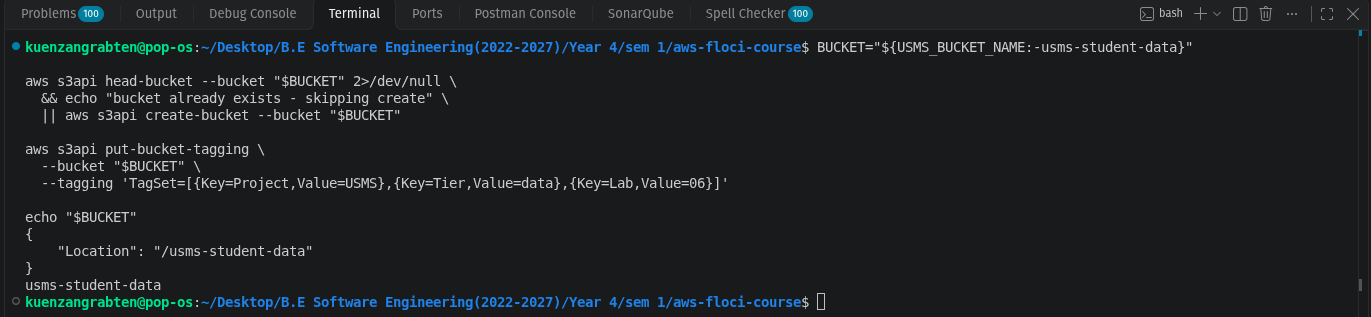 Problems 100 Output Debug Console Terminal Ports Postman Console SonarQube Spell Checker 100 bash
kuenzangrabten@pop-os:~/Desktop/B.E Software Engineering(2022-2027)/Year 4/sem 1/aws-floci-course$ BUCKET="${USMS_BUCKET_NAME:-usms-student-data}"

aws s3api head-bucket --bucket "$BUCKET" 2>/dev/null \
  && echo "bucket already exists - skipping create" \
  || aws s3api create-bucket --bucket "$BUCKET"

aws s3api put-bucket-tagging \
  --bucket "$BUCKET" \
  --tagging 'TagSet=[{Key=Project,Value=USMS},{Key=Tier,Value=data},{Key=Lab,Value=06}]'

echo "$BUCKET"
{
    "Location": "/usms-student-data"
}
usms-student-data
kuenzangrabten@pop-os:~/Desktop/B.E Software Engineering(2022-2027)/Year 4/sem 1/aws-floci-course$